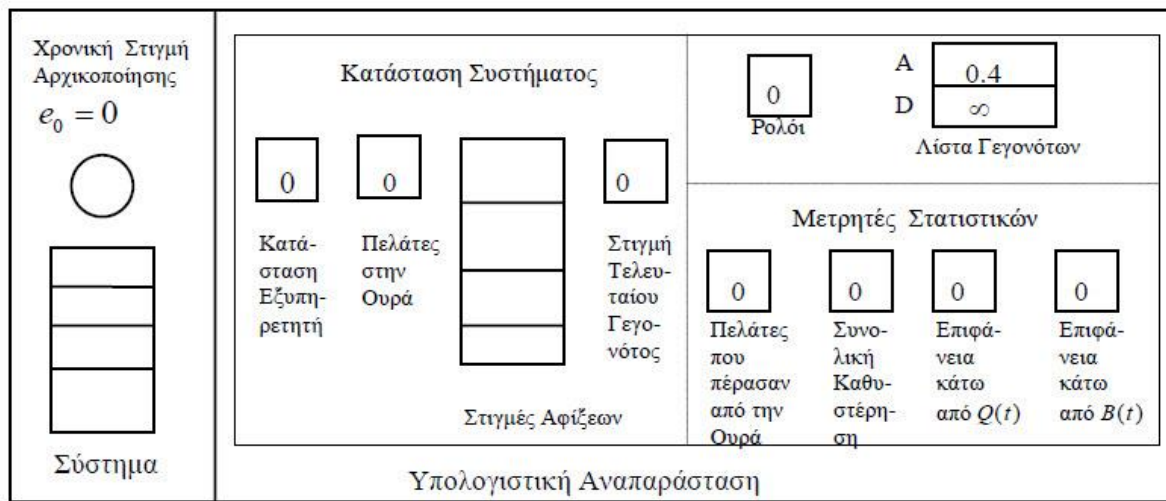 Χρονική Στιγμή
Αρχικοποίησης
e₀ = 0
Σύστημα
Κατάσταση Συστήματος
0
Κατά-
σταση
Εξυπη-
ρετητή
0
Πελάτες
στην
Ουρά
Στιγμές Αφίξεων
0
Στιγμή
Τελευ-
ταίου
Γεγο-
νότος
0
Ρολόι
A 0.4
D ∞
Λίστα Γεγονότων
Μετρητές Στατιστικών
0
Πελάτες
που
πέρασαν
από την
Ουρά
0
Συνο-
λική
Καθυ-
στέρη-
ση
0
Επιφά-
νεια
κάτω
από Q(t)
0
Επιφά-
νεια
κάτω
από B(t)
Υπολογιστική Αναπαράσταση